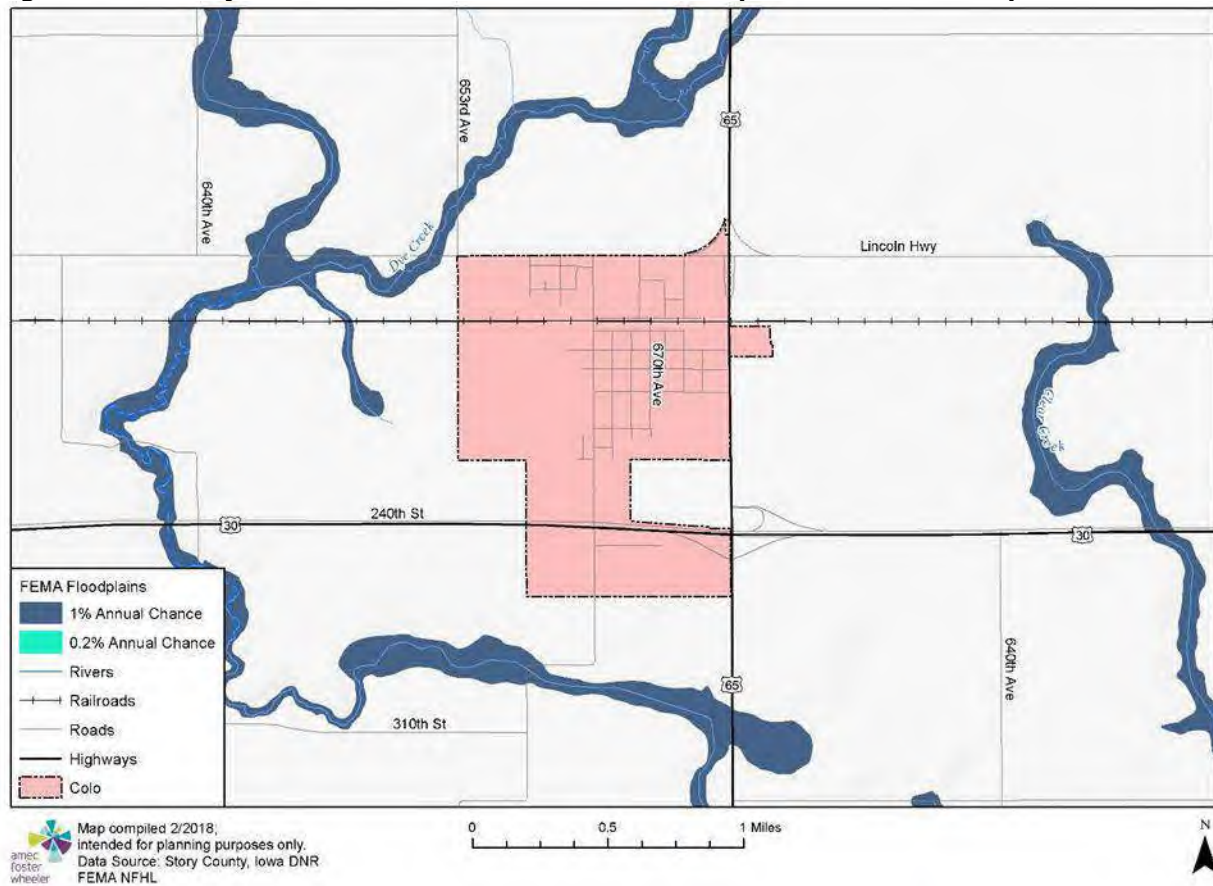 65
653rd Ave
640th Ave
Dye Creek
Lincoln Hwy
670th Ave
Clear Creek
240th St
30
30
FEMA Floodplains
1% Annual Chance
0.2% Annual Chance
Rivers
Railroads
Roads
Highways
Colo
640th Ave
65
310th St
amec
foster
wheeler
Map compiled 2/2018;
intended for planning purposes only.
Data Source: Story County, Iowa DNR
FEMA NFHL
0 0.5 1 Miles
N